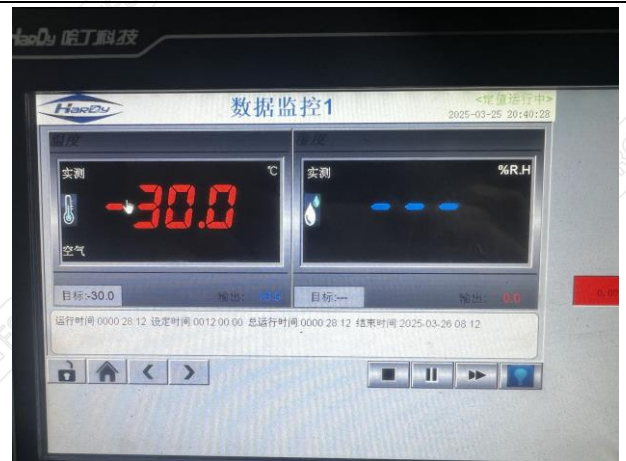 HarDy 哈丁科技
HARDY
数据监控1
<定值运行中>
2025-03-25 20:40:28
温度
湿度
实测
℃
-30.0
空气
实测
%R.H
---
目标:-30.0
输出:
目标:---
输出: 0.0
运行时间 0000 28:12 设定时间 0012:00:00 总运行时间 0000 28:12 结束时间 2025-03-26 08:12